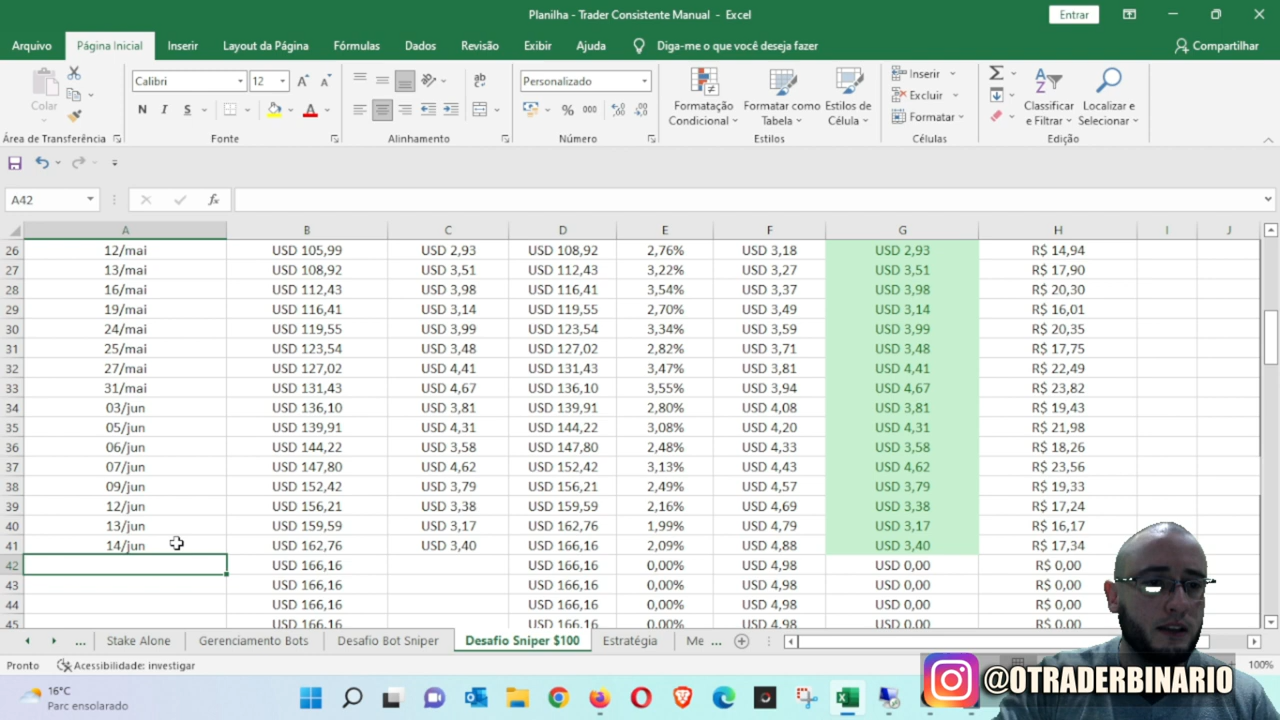 Planilha - Trader Consistente Manual - Excel
Entrar
Arquivo Página Inicial Inserir Layout da Página Fórmulas Dados Revisão Exibir Ajuda Diga-me o que você deseja fazer Compartilhar
Colar
Calibri 12
N I S
ab
Personalizado
% 000
Formatação Condicional
Formatar como Tabela
Estilos de Célula
Inserir
Excluir
Formatar
Classificar e Filtrar
Localizar e Selecionar
Área de Transferência Fonte Alinhamento Número Estilos Células Edição
A42 fx
A B C D E F G H I J
26 12/mai USD 105,99 USD 2,93 USD 108,92 2,76% USD 3,18 USD 2,93 R$ 14,94
27 13/mai USD 108,92 USD 3,51 USD 112,43 3,22% USD 3,27 USD 3,51 R$ 17,90
28 16/mai USD 112,43 USD 3,98 USD 116,41 3,54% USD 3,37 USD 3,98 R$ 20,30
29 19/mai USD 116,41 USD 3,14 USD 119,55 2,70% USD 3,49 USD 3,14 R$ 16,01
30 24/mai USD 119,55 USD 3,99 USD 123,54 3,34% USD 3,59 USD 3,99 R$ 20,35
31 25/mai USD 123,54 USD 3,48 USD 127,02 2,82% USD 3,71 USD 3,48 R$ 17,75
32 27/mai USD 127,02 USD 4,41 USD 131,43 3,47% USD 3,81 USD 4,41 R$ 22,49
33 31/mai USD 131,43 USD 4,67 USD 136,10 3,55% USD 3,94 USD 4,67 R$ 23,82
34 03/jun USD 136,10 USD 3,81 USD 139,91 2,80% USD 4,08 USD 3,81 R$ 19,43
35 05/jun USD 139,91 USD 4,31 USD 144,22 3,08% USD 4,20 USD 4,31 R$ 21,98
36 06/jun USD 144,22 USD 3,58 USD 147,80 2,48% USD 4,33 USD 3,58 R$ 18,26
37 07/jun USD 147,80 USD 4,62 USD 152,42 3,13% USD 4,43 USD 4,62 R$ 23,56
38 09/jun USD 152,42 USD 3,79 USD 156,21 2,49% USD 4,57 USD 3,79 R$ 19,33
39 12/jun USD 156,21 USD 3,38 USD 159,59 2,16% USD 4,69 USD 3,38 R$ 17,24
40 13/jun USD 159,59 USD 3,17 USD 162,76 1,99% USD 4,79 USD 3,17 R$ 16,17
41 14/jun USD 162,76 USD 3,40 USD 166,16 2,09% USD 4,88 USD 3,40 R$ 17,34
42 USD 166,16 USD 166,16 0,00% USD 4,98 USD 0,00 R$ 0,00
43 USD 166,16 USD 166,16 0,00% USD 4,98 USD 0,00 R$ 0,00
44 USD 166,16 USD 166,16 0,00% USD 4,98 USD 0,00 R$ 0,00
45 USD 166,16 USD 166,16 0,00% USD 4,98 USD 0,00
... Stake Alone Gerenciamento Bots Desafio Bot Sniper Desafio Sniper $100 Estratégia Me ...
Pronto Acessibilidade: investigar 100%
@OTRADERBINARIO
16°C
Parc ensolarado